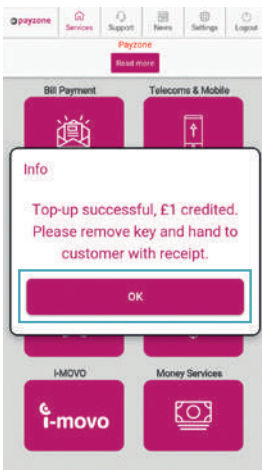 payzone
Services
Support
News
Settings
Logout
Payzone
Read more
Bill Payment
Telecoms & Mobile
Info
Top-up successful, £1 credited.
Please remove key and hand to
customer with receipt.
OK
i-MOVO
Money Services
i-movo